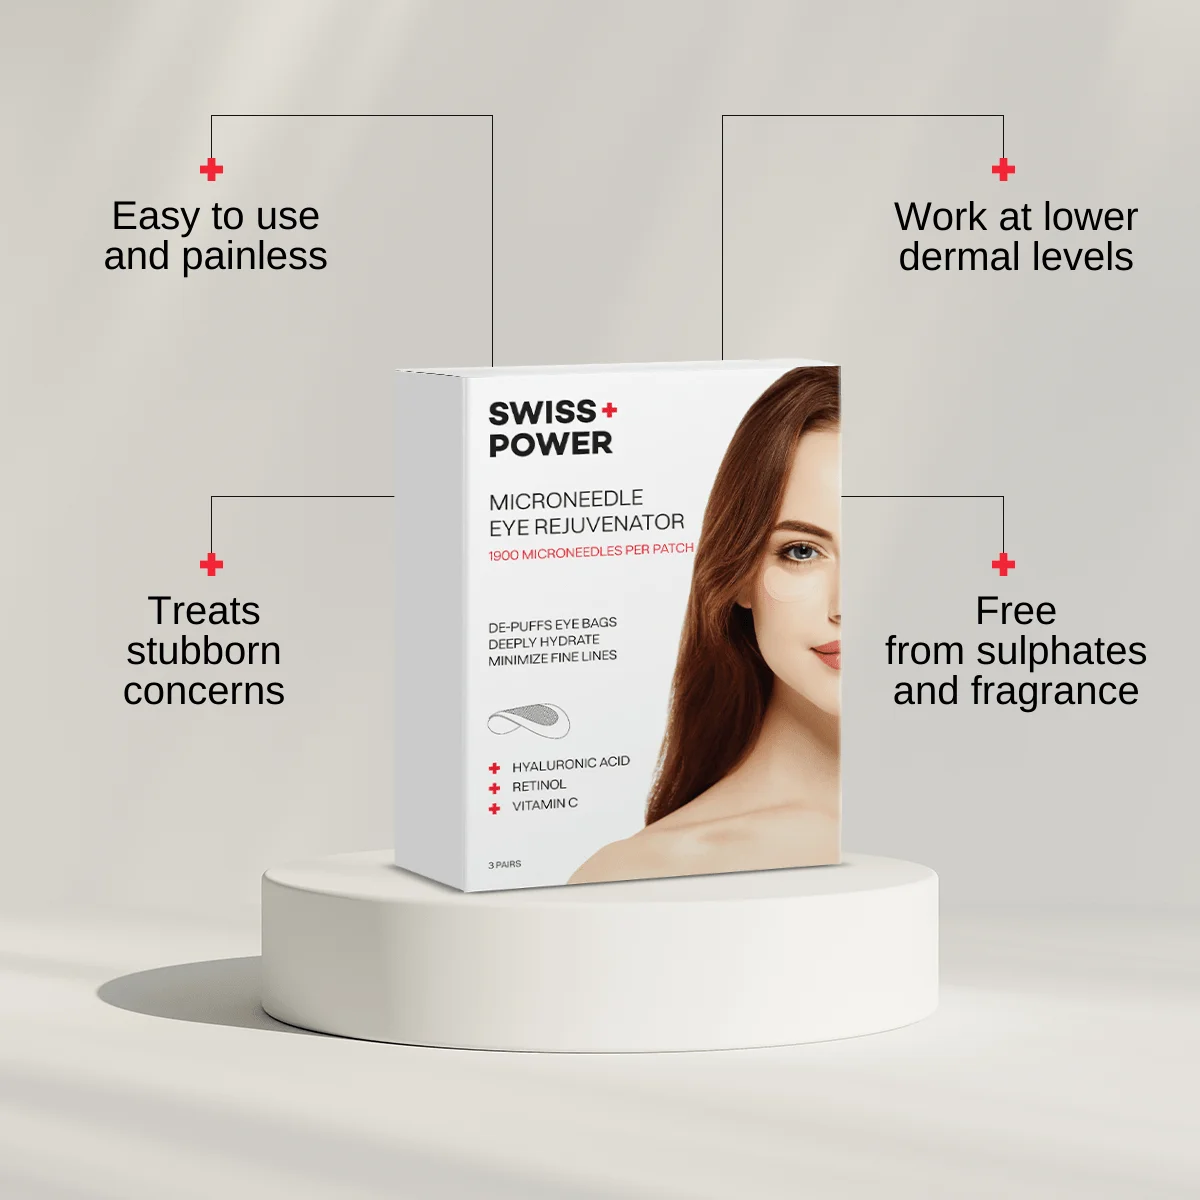 Easy to use
and painless
Work at lower
dermal levels
SWISS+
POWER
MICRONEEDLE
EYE REJUVENATOR
1900 MICRONEEDLES PER PATCH
Treats
stubborn
concerns
Free
from sulphates
and fragrance
DE-PUFFS EYE BAGS
DEEPLY HYDRATE
MINIMIZE FINE LINES
HYALURONIC ACID
RETINOL
VITAMIN C
3 PAIRS